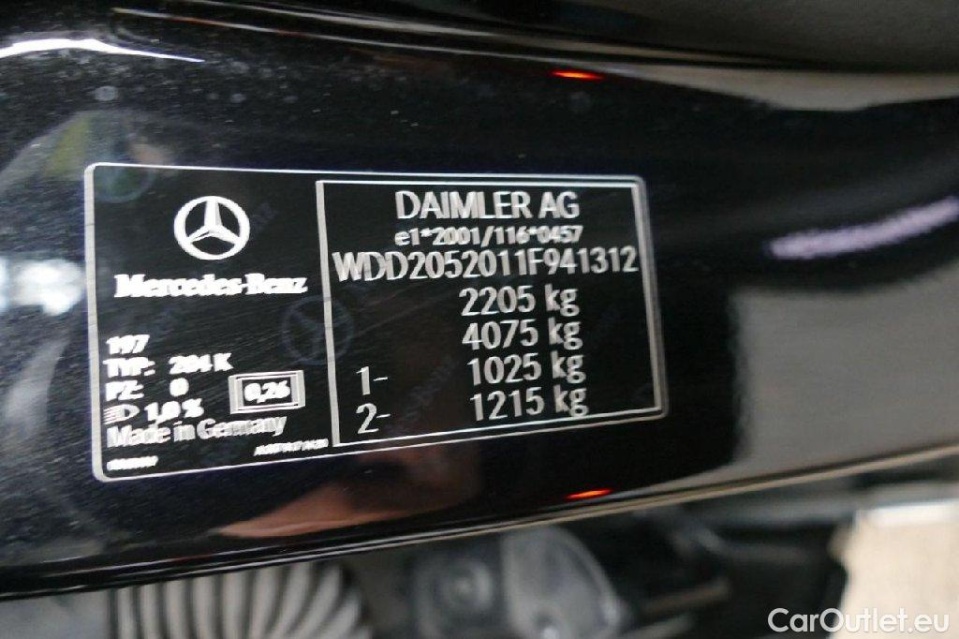 Mercedes-Benz
197
TYP: 204 K
PZ: 0
1,0 %
0,26
Made in Germany
DAIMLER AG
e1*2001/116*0457
WDD2052011F941312
2205 kg
4075 kg
1- 1025 kg
2- 1215 kg
CarOutlet.eu